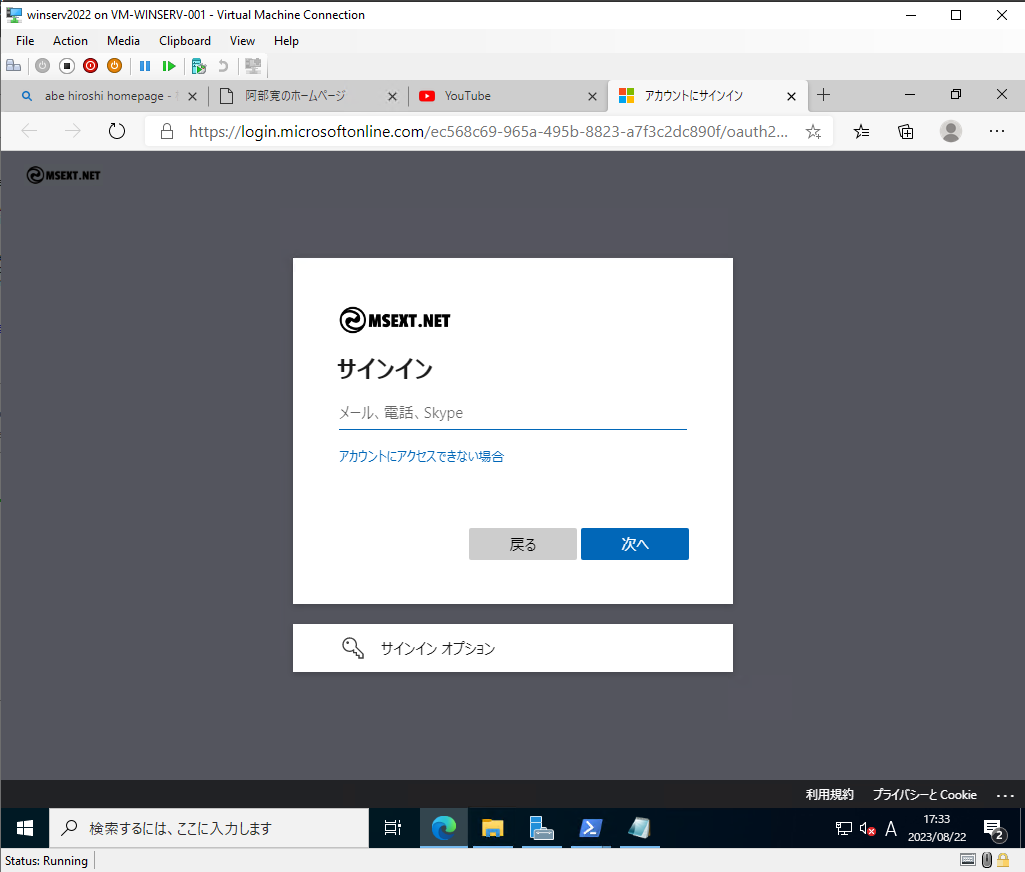 winserv2022 on VM-WINSERV-001 - Virtual Machine Connection
File Action Media Clipboard View Help
abe hiroshi homepage - 阿部寛のホームページ YouTube アカウントにサインイン
https://login.microsoftonline.com/ec568c69-965a-495b-8823-a7f3c2dc890f/oauth2...
MSEXT.NET
MSEXT.NET
サインイン
メール、電話、Skype
アカウントにアクセスできない場合
戻る 次へ
サインイン オプション
利用規約 プライバシーと Cookie ...
検索するには、ここに入力します
A
17:33
2023/08/22
2
Status: Running